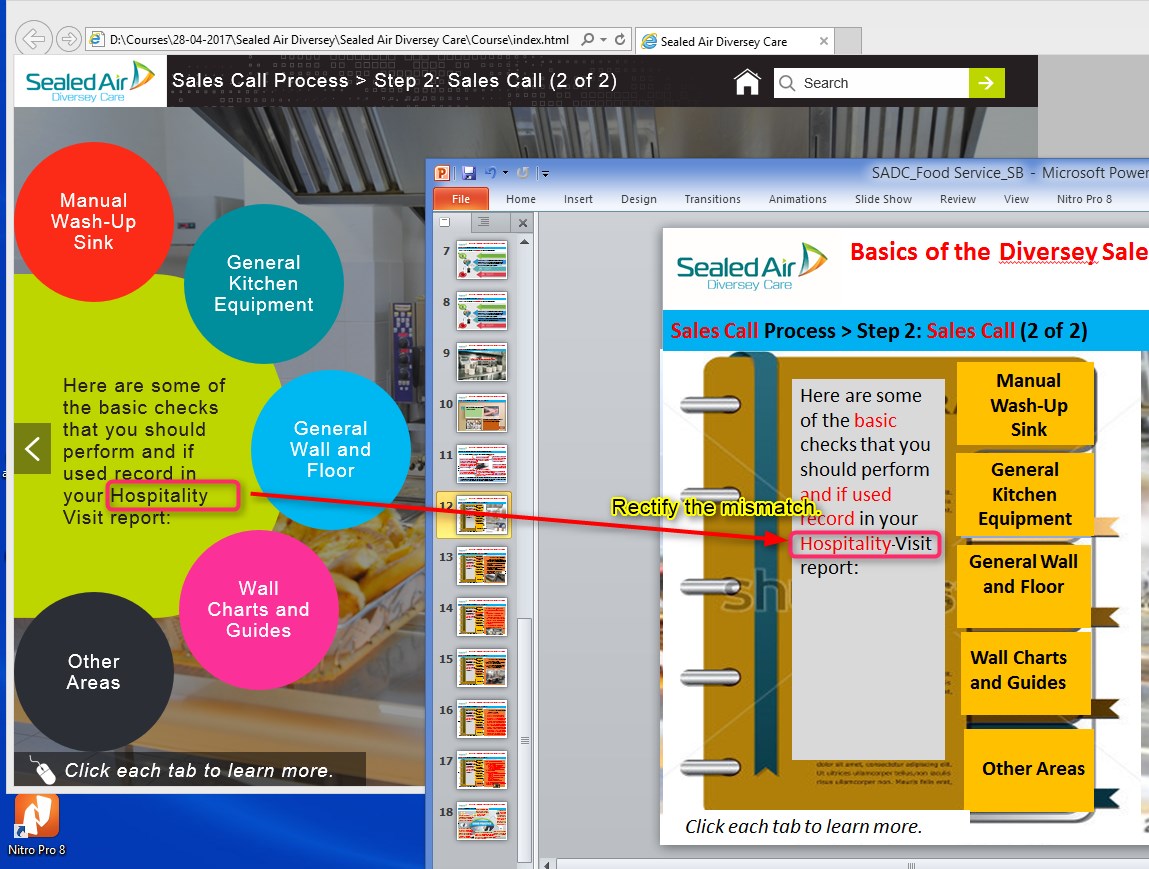 D:\Courses\28-04-2017\Sealed Air Diversey\Sealed Air Diversey Care\Course\index.html
Sealed Air Diversey Care
Sealed Air
Diversey Care
Sales Call Process > Step 2: Sales Call (2 of 2)
Search
Manual
Wash-Up
Sink
General
Kitchen
Equipment
Here are some of
the basic checks
that you should
perform and if
used record in
your Hospitality
Visit report:
General
Wall and
Floor
Wall
Charts and
Guides
Other
Areas
Click each tab to learn more.
Nitro Pro 8
SADC_Food Service_SB - Microsoft Power
File
Home
Insert
Design
Transitions
Animations
Slide Show
Review
View
Nitro Pro 8
7
8
9
10
11
12
13
14
15
16
17
18
Sealed Air
Diversey Care
Basics of the Diversey Sale
Sales Call Process > Step 2: Sales Call (2 of 2)
Here are some
of the basic
checks that you
should perform
and if used
record in your
Hospitality-Visit
report:
Rectify the mismatch.
Manual
Wash-Up
Sink
General
Kitchen
Equipment
General Wall
and Floor
Wall Charts
and Guides
Other Areas
Click each tab to learn more.